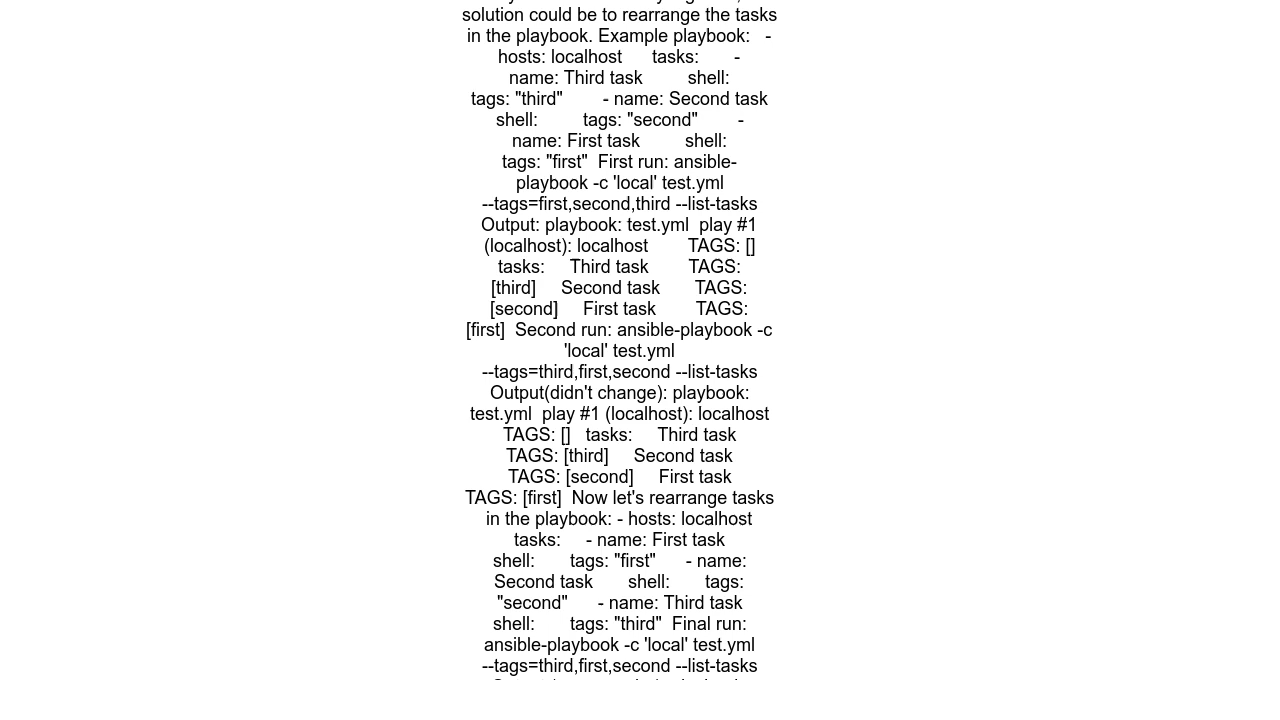 solution could be to rearrange the tasks
in the playbook. Example playbook:   -
hosts: localhost      tasks:       -
name: Third task         shell:
tags: "third"        - name: Second task
shell:         tags: "second"        -
name: First task         shell:
tags: "first"  First run: ansible-
playbook -c 'local' test.yml
--tags=first,second,third --list-tasks
Output: playbook: test.yml  play #1
(localhost): localhost        TAGS: []
tasks:     Third task        TAGS:
[third]     Second task       TAGS:
[second]     First task        TAGS:
[first]  Second run: ansible-playbook -c
'local' test.yml
--tags=third,first,second --list-tasks
Output(didn't change): playbook:
test.yml  play #1 (localhost): localhost
TAGS: []   tasks:     Third task
TAGS: [third]     Second task
TAGS: [second]     First task
TAGS: [first]  Now let's rearrange tasks
in the playbook: - hosts: localhost
tasks:     - name: First task
shell:       tags: "first"      - name:
Second task       shell:       tags:
"second"      - name: Third task
shell:       tags: "third"  Final run:
ansible-playbook -c 'local' test.yml
--tags=third,first,second --list-tasks